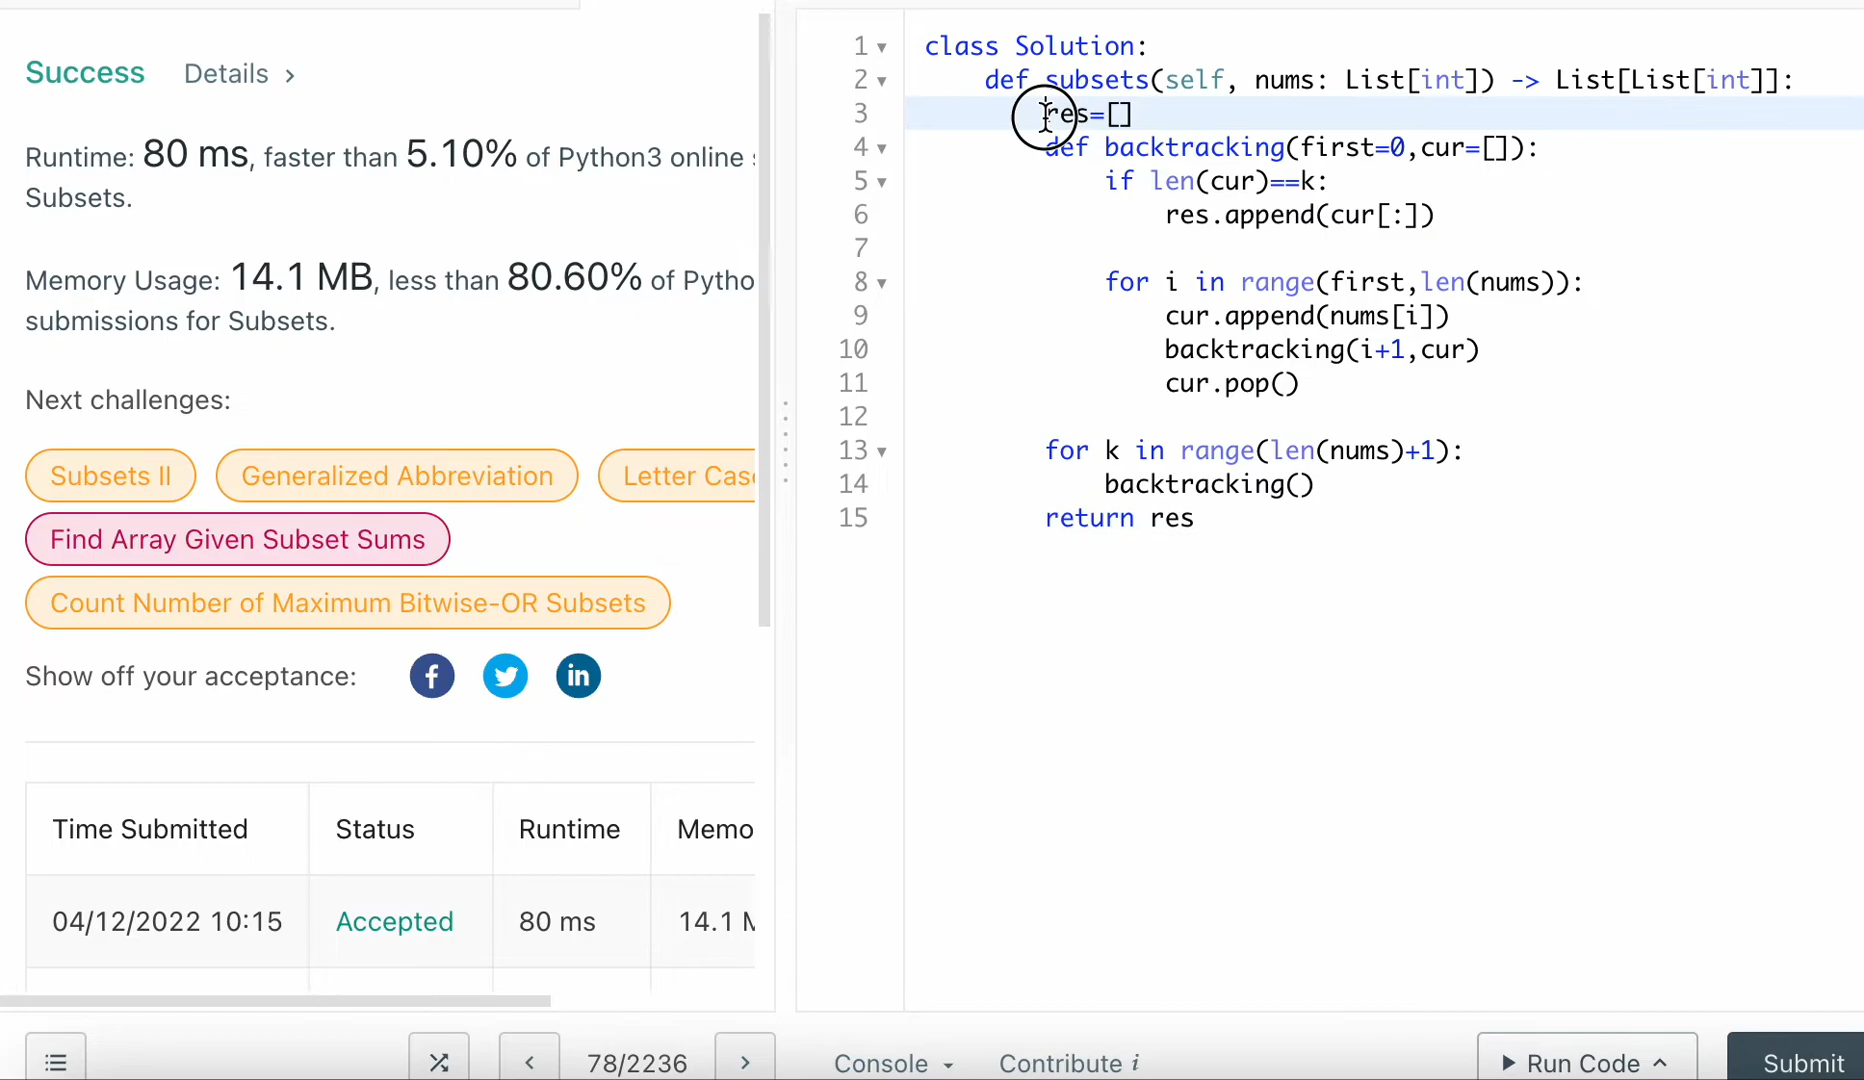 Success Details >
Runtime: 80 ms, faster than 5.10% of Python3 online
Subsets.
Memory Usage: 14.1 MB, less than 80.60% of Pytho
submissions for Subsets.
Next challenges:
Subsets II Generalized Abbreviation Letter Cas
Find Array Given Subset Sums
Count Number of Maximum Bitwise-OR Subsets
Show off your acceptance: f in
Time Submitted Status Runtime Memo
04/12/2022 10:15 Accepted 80 ms 14.1 M
78/2236
1 class Solution:
2 def subsets(self, nums: List[int]) -> List[List[int]]:
3 res=[]
4 def backtracking(first=0,cur=[]):
5 if len(cur)==k:
6 res.append(cur[:])
7
8 for i in range(first,len(nums)):
9 cur.append(nums[i])
10 backtracking(i+1,cur)
11 cur.pop()
12
13 for k in range(len(nums)+1):
14 backtracking()
15 return res
Console Contribute i Run Code Submit